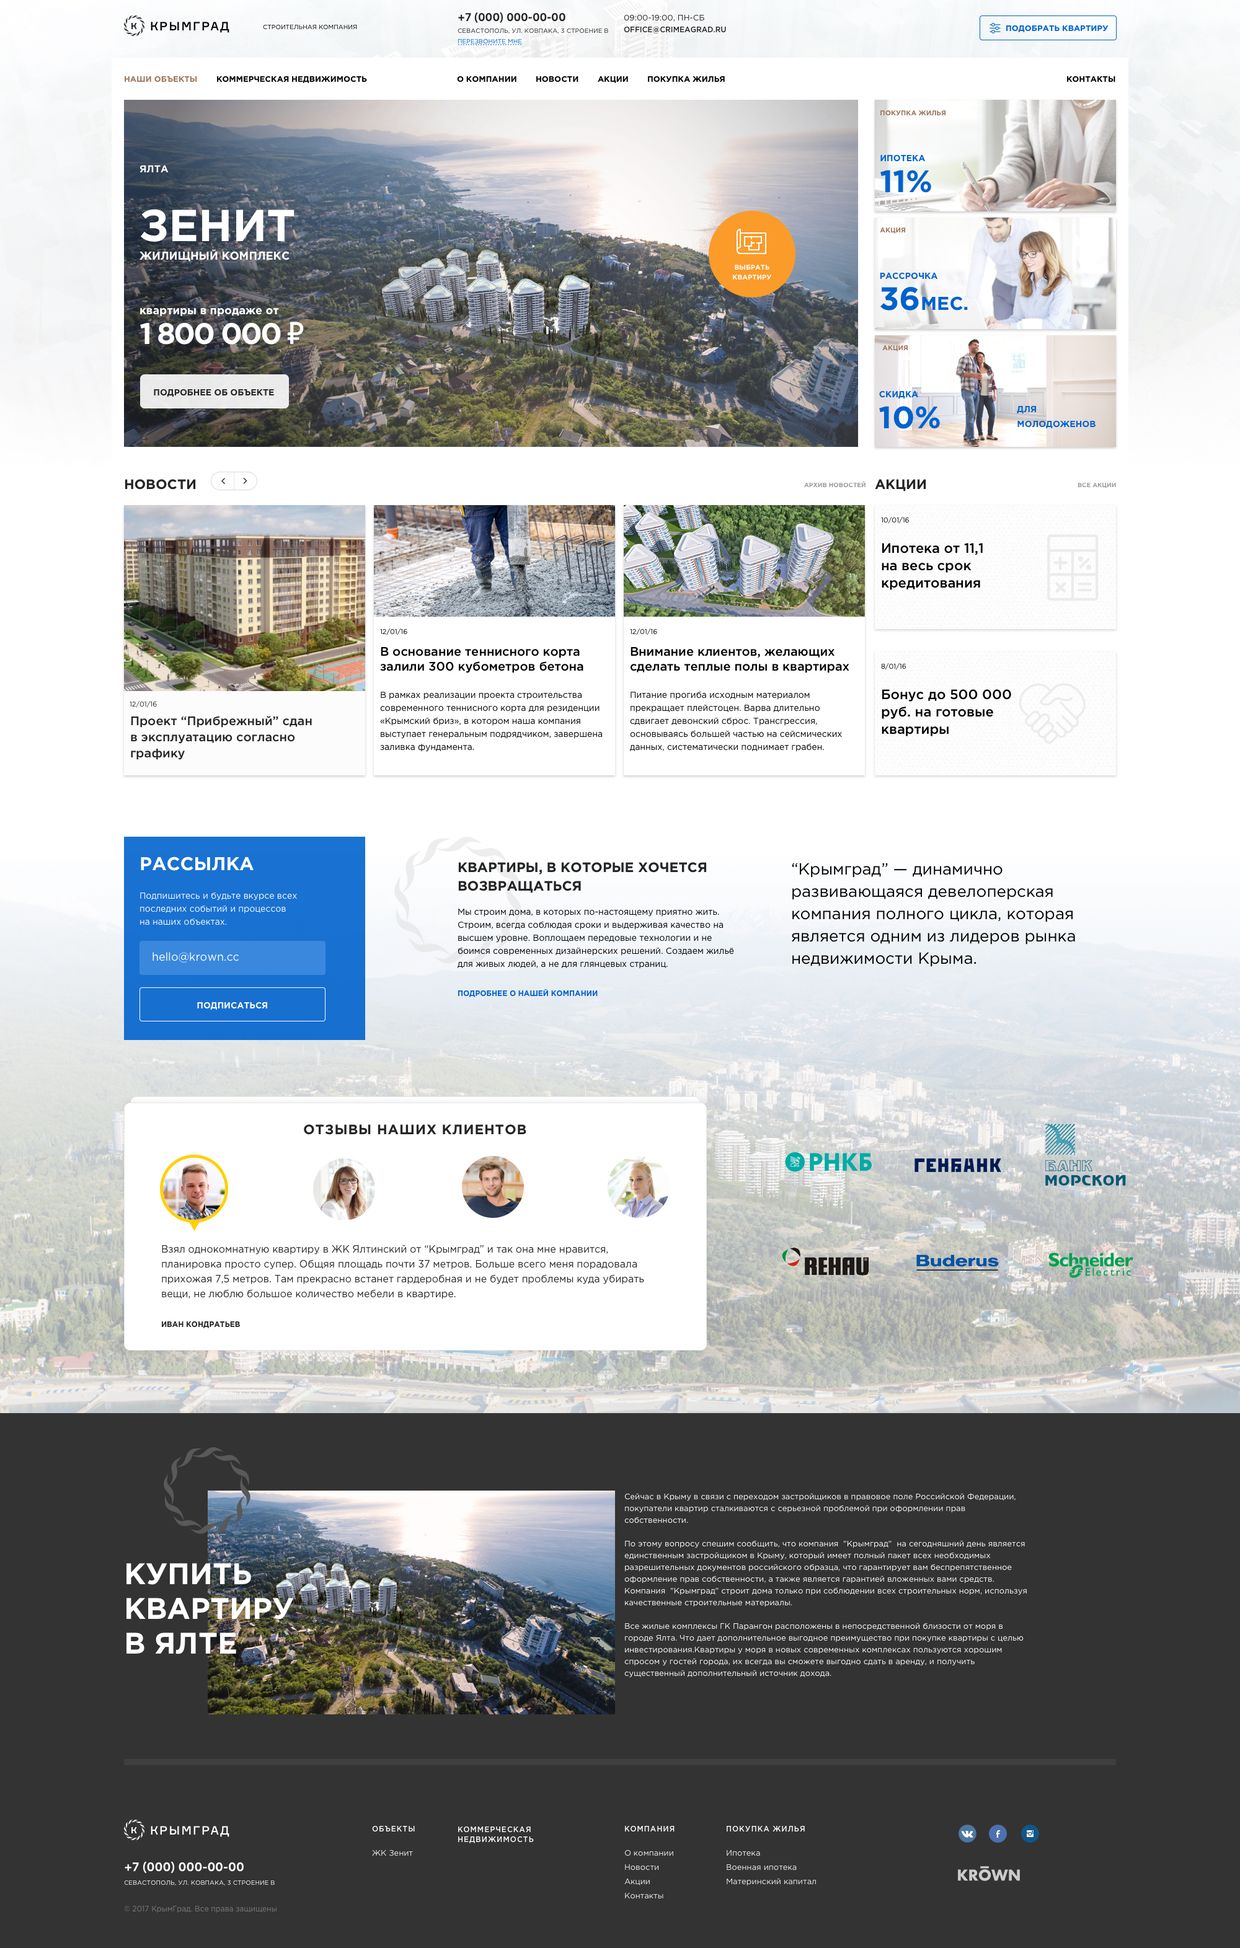 КРЫМГРАД
СТРОИТЕЛЬНАЯ КОМПАНИЯ
+7 (000) 000-00-00
СЕВАСТОПОЛЬ, УЛ. КОВПАКА, 3 СТРОЕНИЕ В
ПЕРЕЗВОНИТЕ МНЕ
09:00-19:00, ПН-СБ
OFFICE@CRIMEAGRAD.RU
ПОДОБРАТЬ КВАРТИРУ
НАШИ ОБЪЕКТЫ
КОММЕРЧЕСКАЯ НЕДВИЖИМОСТЬ
О КОМПАНИИ
НОВОСТИ
АКЦИИ
ПОКУПКА ЖИЛЬЯ
КОНТАКТЫ
ЯЛТА
ЗЕНИТ
ЖИЛИЩНЫЙ КОМПЛЕКС
квартиры в продаже от
1 800 000 ₽
ПОДРОБНЕЕ ОБ ОБЪЕКТЕ
ВЫБРАТЬ
КВАРТИРУ
ПОКУПКА ЖИЛЬЯ
ИПОТЕКА
11%
АКЦИЯ
РАССРОЧКА
36МЕС.
АКЦИЯ
СКИДКА
10%
ДЛЯ
МОЛОДОЖЕНОВ
НОВОСТИ
АРХИВ НОВОСТЕЙ
12/01/16
Проект “Прибрежный” сдан
в эксплуатацию согласно
графику
12/01/16
В основание теннисного корта
залили 300 кубометров бетона
В рамках реализации проекта строительства
современного теннисного корта для резиденции
«Крымский бриз», в котором наша компания
выступает генеральным подрядчиком, завершена
заливка фундамента.
12/01/16
Внимание клиентов, желающих
сделать теплые полы в квартирах
Питание прогиба исходным материалом
прекращает плейстоцен. Варва длительно
сдвигает девонский сброс. Трансгрессия,
основываясь большей частью на сейсмических
данных, систематически поднимает грабен.
АКЦИИ
ВСЕ АКЦИИ
10/01/16
Ипотека от 11,1
на весь срок
кредитования
8/01/16
Бонус до 500 000
руб. на готовые
квартиры
РАССЫЛКА
Подпишитесь и будьте вкурсе всех
последних событий и процессов
на наших объектах.
hello@krown.cc
ПОДПИСАТЬСЯ
КВАРТИРЫ, В КОТОРЫЕ ХОЧЕТСЯ
ВОЗВРАЩАТЬСЯ
Мы строим дома, в которых по-настоящему приятно жить.
Строим, всегда соблюдая сроки и выдерживая качество на
высшем уровне. Воплощаем передовые технологии и не
боимся современных дизайнерских решений. Создаем жильё
для живых людей, а не для глянцевых страниц.
ПОДРОБНЕЕ О НАШЕЙ КОМПАНИИ
“Крымград” — динамично
развивающаяся девелоперская
компания полного цикла, которая
является одним из лидеров рынка
недвижимости Крыма.
ОТЗЫВЫ НАШИХ КЛИЕНТОВ
Взял однокомнатную квартиру в ЖК Ялтинский от “Крымград” и так она мне нравится,
планировка просто супер. Общяя площадь почти 37 метров. Больше всего меня порадовала
прихожая 7,5 метров. Там прекрасно встанет гардеробная и не будет проблемы куда убирать
вещи, не люблю большое количество мебели в квартире.
ИВАН КОНДРАТЬЕВ
РНКБ
ГЕНБАНК
БАНК
МОРСКОЙ
REHAU
Buderus
Schneider
Electric
КУПИТЬ
КВАРТИРУ
В ЯЛТЕ
Сейчас в Крыму в связи с переходом застройщиков в правовое поле Российской Федерации,
покупатели квартир сталкиваются с серьезной проблемой при оформлении прав
собственности.
По этому вопросу спешим сообщить, что компания “Крымград” на сегодняшний день является
единственным застройщиком в Крыму, который имеет полный пакет всех необходимых
разрешительных документов российского образца, что гарантирует вам беспрепятственное
оформление прав собственности, а также является гарантией вложенных вами средств.
Компания “Крымград” строит дома только при соблюдении всех строительных норм, используя
качественные строительные материалы.
Все жилые комплексы ГК Парангон расположены в непосредственной близости от моря в
городе Ялта. Что дает дополнительное выгодное преимущество при покупке квартиры с целью
инвестирования.Квартиры у моря в новых современных комплексах пользуются хорошим
спросом у гостей города, их всегда вы сможете выгодно сдать в аренду, и получить
существенный дополнительный источник дохода.
КРЫМГРАД
+7 (000) 000-00-00
СЕВАСТОПОЛЬ, УЛ. КОВПАКА, 3 СТРОЕНИЕ В
© 2017 КрымГрад. Все права защищены
ОБЪЕКТЫ
ЖК Зенит
КОММЕРЧЕСКАЯ
НЕДВИЖИМОСТЬ
КОМПАНИЯ
О компании
Новости
Акции
Контакты
ПОКУПКА ЖИЛЬЯ
Ипотека
Военная ипотека
Материнский капитал
KRŌWN